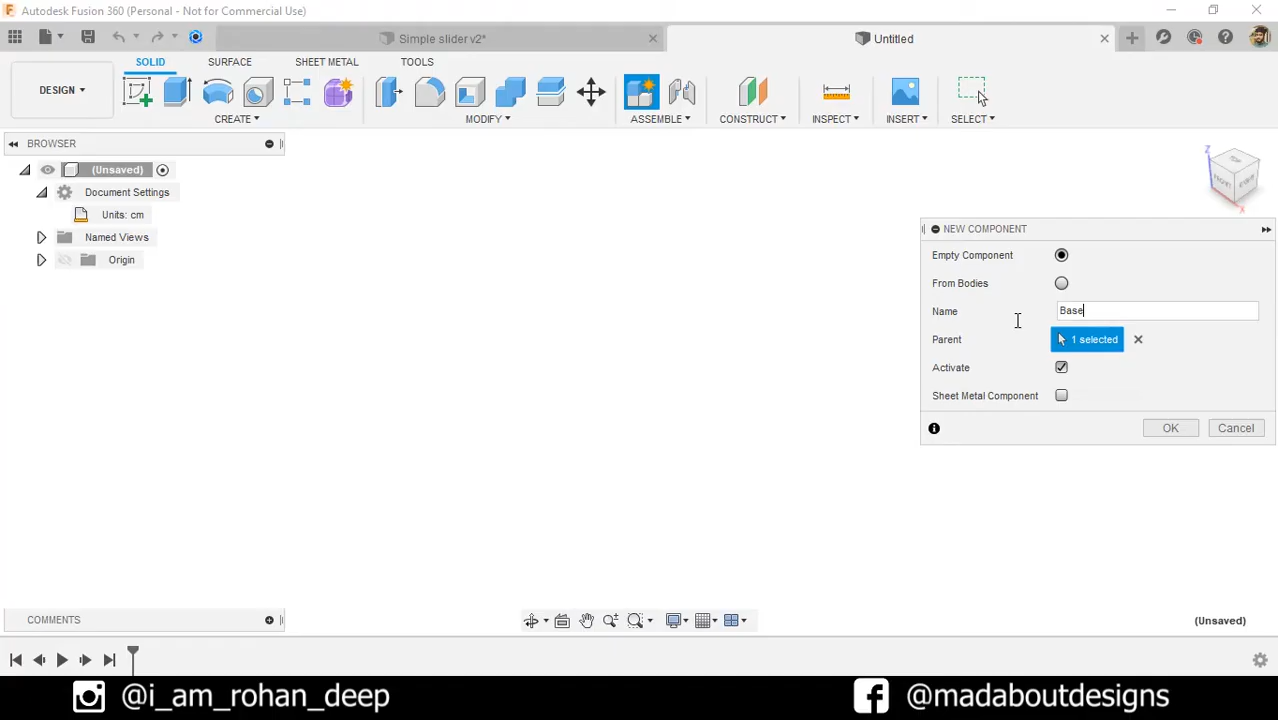 Autodesk Fusion 360 (Personal - Not for Commercial Use)
Simple slider v2*
Untitled
DESIGN
SOLID
SURFACE
SHEET METAL
TOOLS
CREATE
MODIFY
ASSEMBLE
CONSTRUCT
INSPECT
INSERT
SELECT
BROWSER
(Unsaved)
Document Settings
Units: cm
Named Views
Origin
Z
FRONT
X
NEW COMPONENT
Empty Component
From Bodies
Name
Base
Parent
1 selected
Activate
Sheet Metal Component
OK
Cancel
COMMENTS
(Unsaved)
@i_am_rohan_deep
@madaboutdesigns